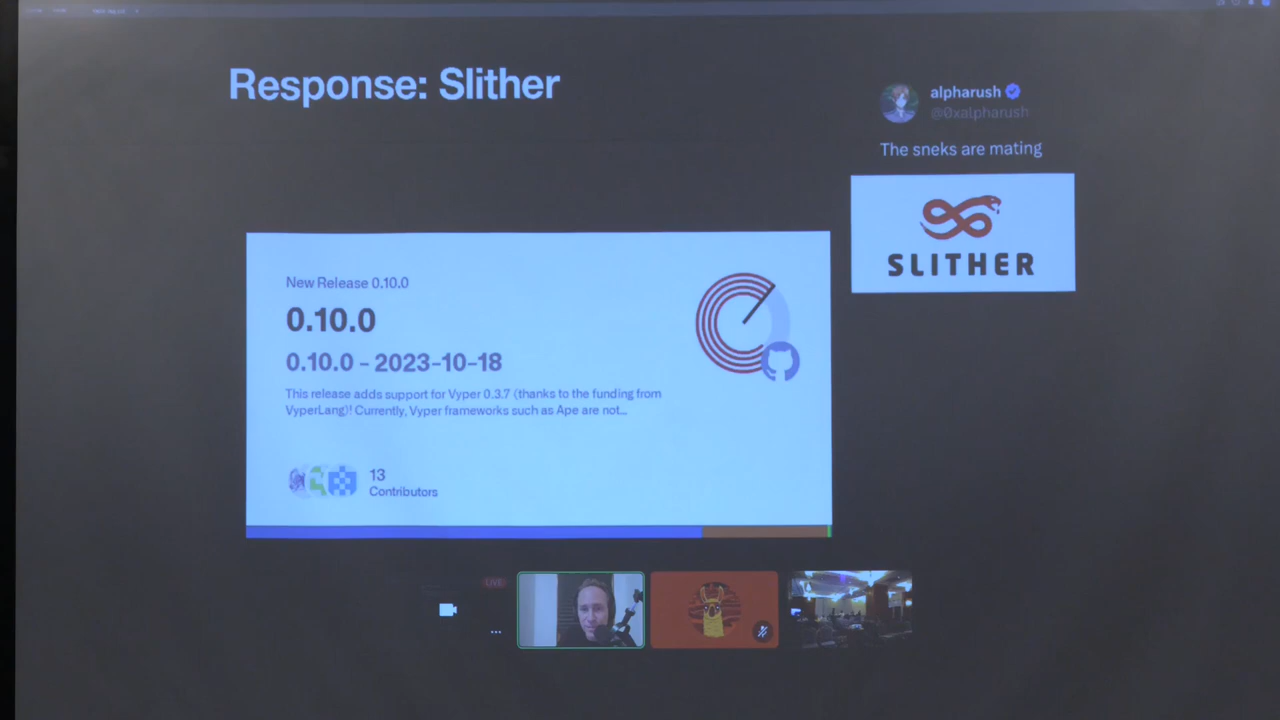 Response: Slither
alpharush
@0xalpharush
The sneks are mating
SLITHER
New Release 0.10.0
0.10.0
0.10.0 - 2023-10-18
This release adds support for Vyper 0.3.7 (thanks to the funding from
VyperLang)! Currently, Vyper frameworks such as Ape are not...
13
Contributors
LIVE